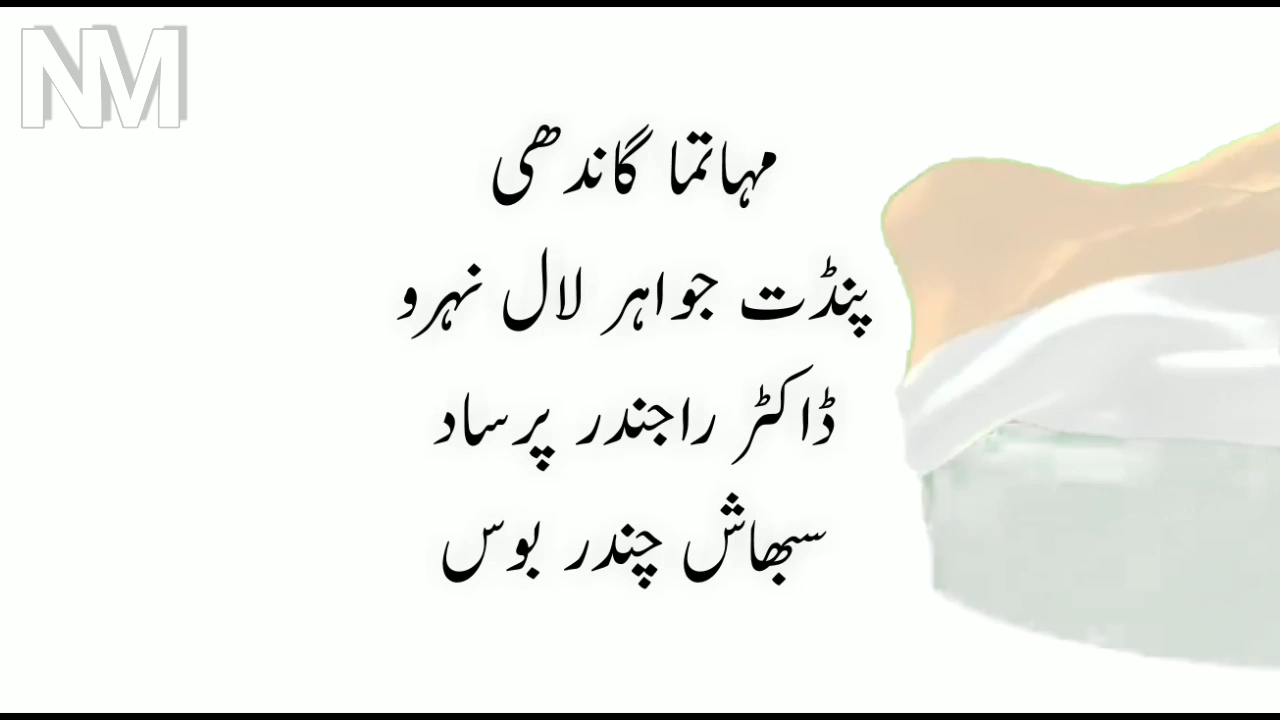 NM
مہاتما گاندھی
پنڈت جواہر لال نہرو
ڈاکٹر راجندر پرساد
سبھاش چندر بوس